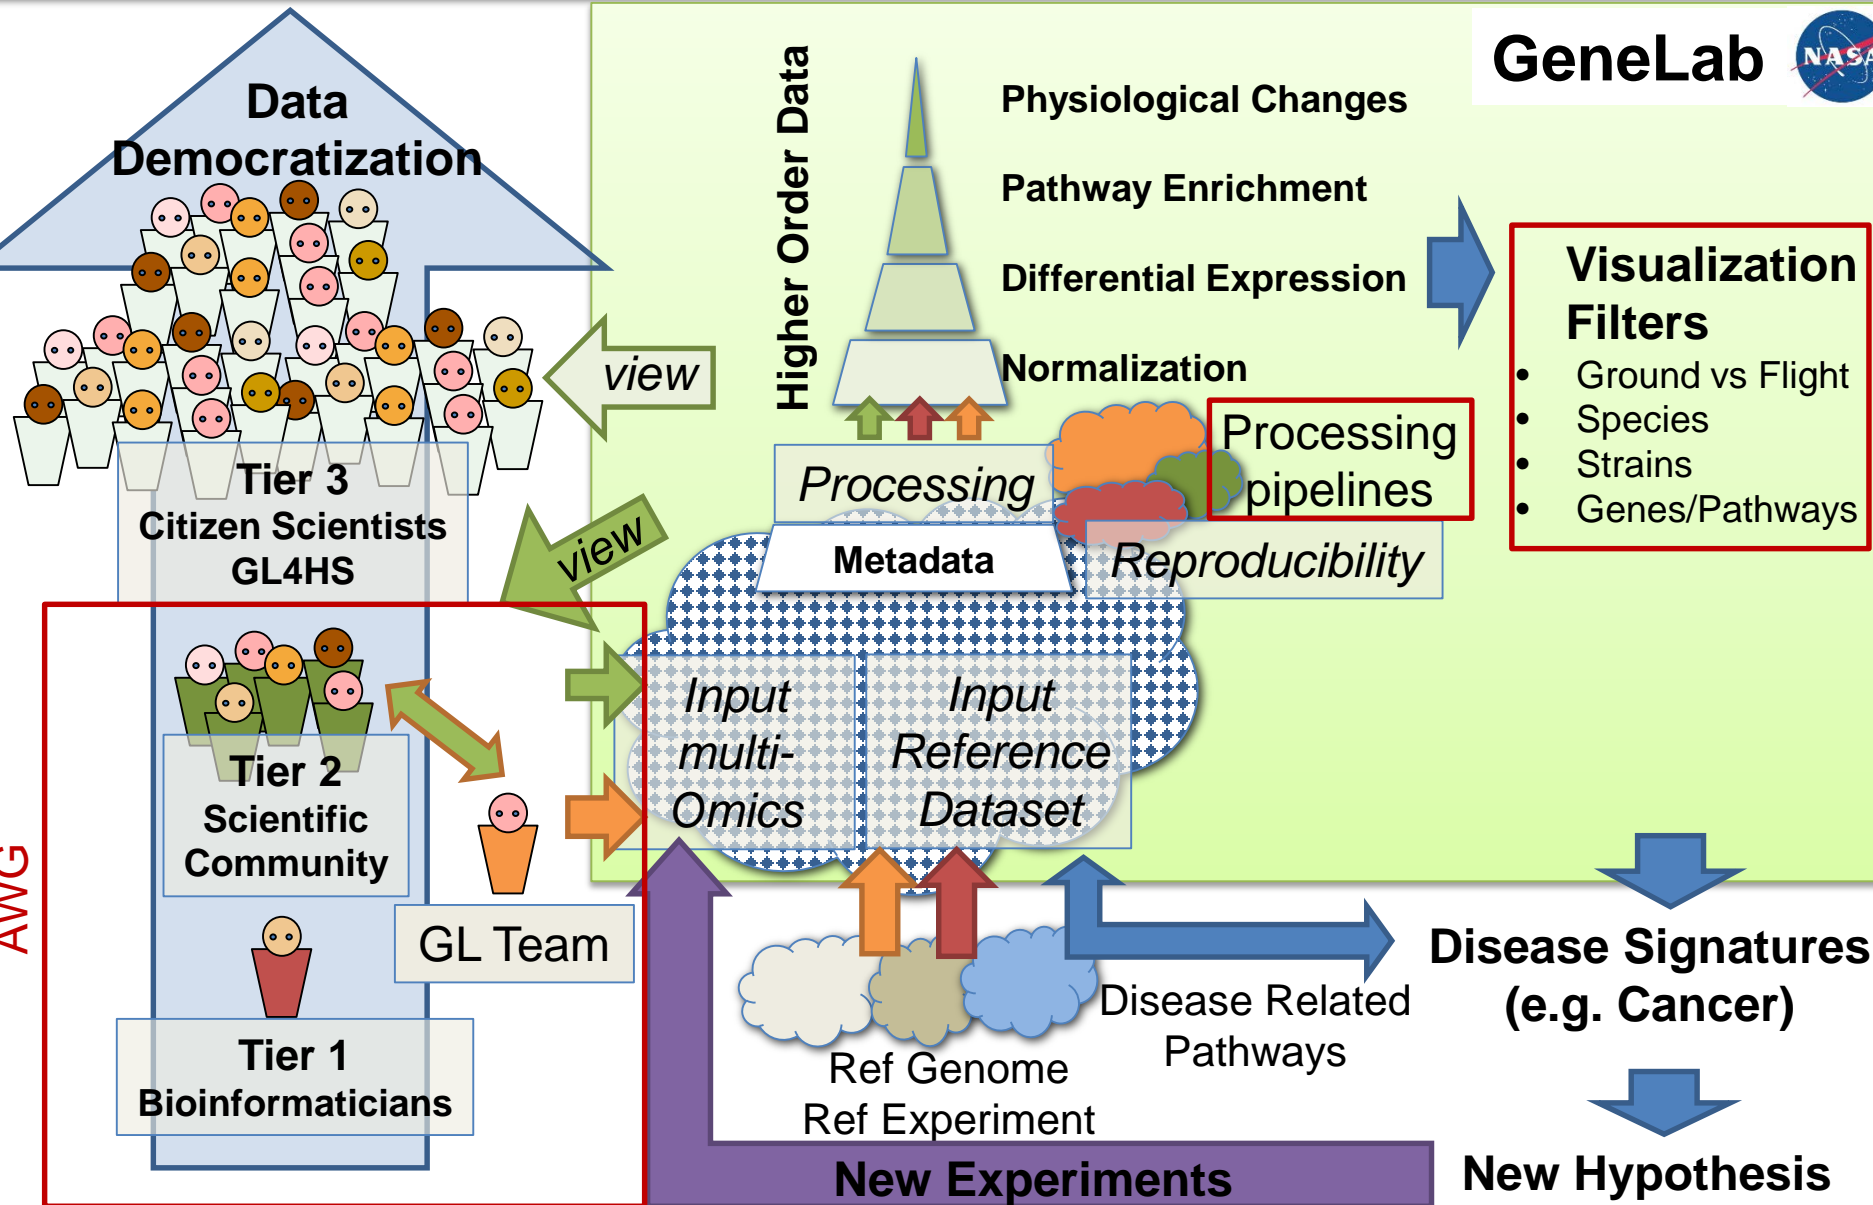 GeneLab
NASA
Data
Democratization
Higher Order Data
Physiological Changes
Pathway Enrichment
Differential Expression
Normalization
Visualization
Filters
• Ground vs Flight
• Species
• Strains
• Genes/Pathways
view
view
Processing
Processing
pipelines
Metadata
Reproducibility
Tier 3
Citizen Scientists
GL4HS
Input
multi-
Omics
Input
Reference
Dataset
Tier 2
Scientific
Community
AWG
GL Team
Tier 1
Bioinformaticians
Ref Genome
Ref Experiment
Disease Related
Pathways
Disease Signatures
(e.g. Cancer)
New Hypothesis
New Experiments